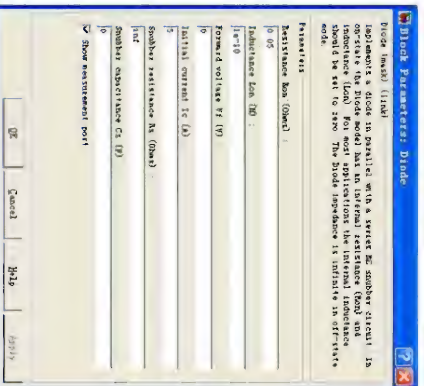 Block Parameters: Diode
Diode (mask) (link)
Implements a diode in parallel with a series RC snubber circuit. In
on-state the Diode model has an internal resistance (Ron) and
inductance (Lon). For most applications the internal inductance
should be set to zero. The Diode impedance is infinite in off-state
mode.
Parameters
Resistance Ron (Ohms) :
0.05
Inductance Lon (H) :
1e-10
Forward voltage Vf (V)
0
Initial current Ic (A)
5
Snubber resistance Rs (Ohms) :
inf
Snubber capacitance Cs (F)
0
Show measurement port
OK
Cancel
Help
Apply